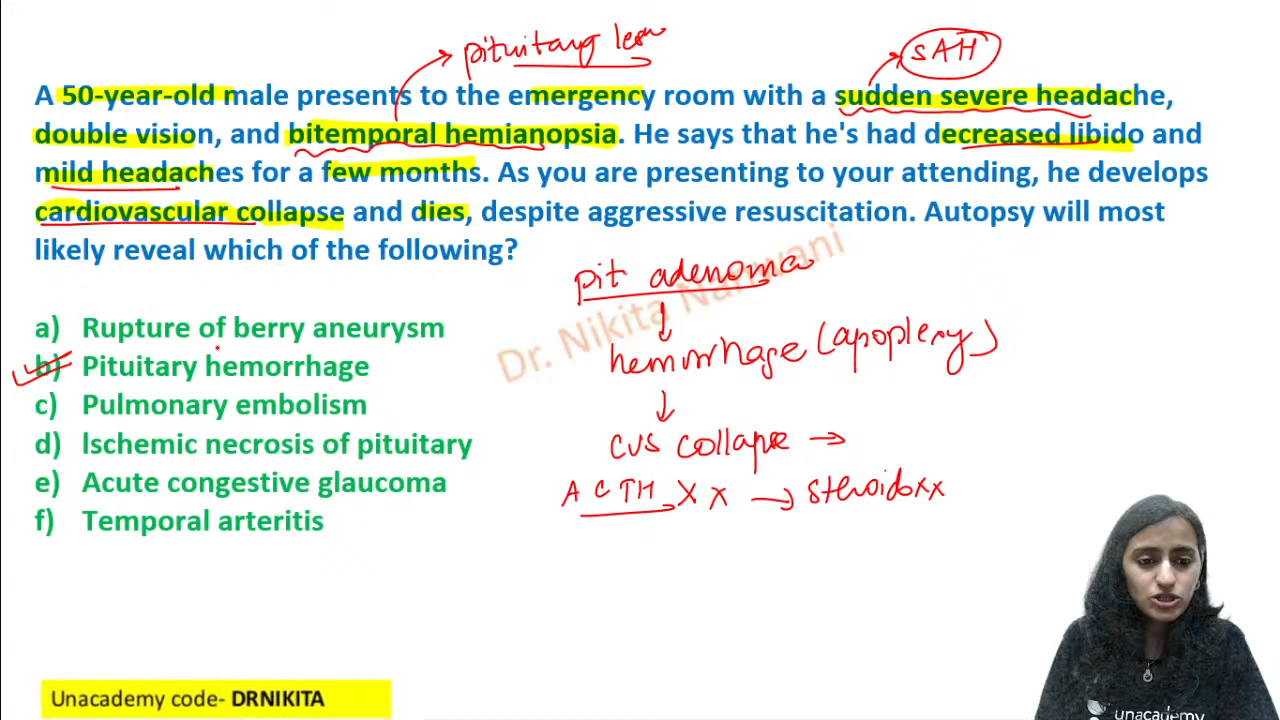 pituitary les
SAH
A 50-year-old male presents to the emergency room with a sudden severe headache,
double vision, and bitemporal hemianopsia. He says that he's had decreased libido and
mild headaches for a few months. As you are presenting to your attending, he develops
cardiovascular collapse and dies, despite aggressive resuscitation. Autopsy will most
likely reveal which of the following?
pit adenoma
Dr. Nikita Nanwani
a) Rupture of berry aneurysm
hemorrhage (apoplexy)
b) Pituitary hemorrhage
c) Pulmonary embolism
d) Ischemic necrosis of pituitary
CVS collapse →
e) Acute congestive glaucoma
ACTH X X → steroids xx
f) Temporal arteritis
Unacademy code- DRNIKITA
unacademy